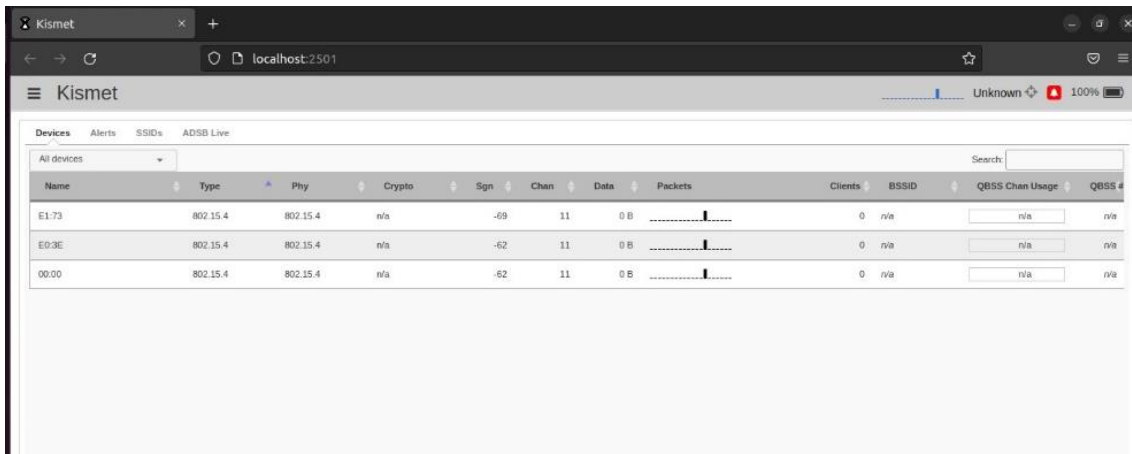 Kismet
localhost:2501
Kismet Unknown 100%
Devices Alerts SSIDs ADSB Live
All devices Search:
Name Type Phy Crypto Sgn Chan Data Packets Clients BSSID QBSS Chan Usage QBSS #
E1:73 802.15.4 802.15.4 n/a -69 11 0 B 0 n/a n/a n/a
E0:3E 802.15.4 802.15.4 n/a -62 11 0 B 0 n/a n/a n/a
00:00 802.15.4 802.15.4 n/a -62 11 0 B 0 n/a n/a n/a